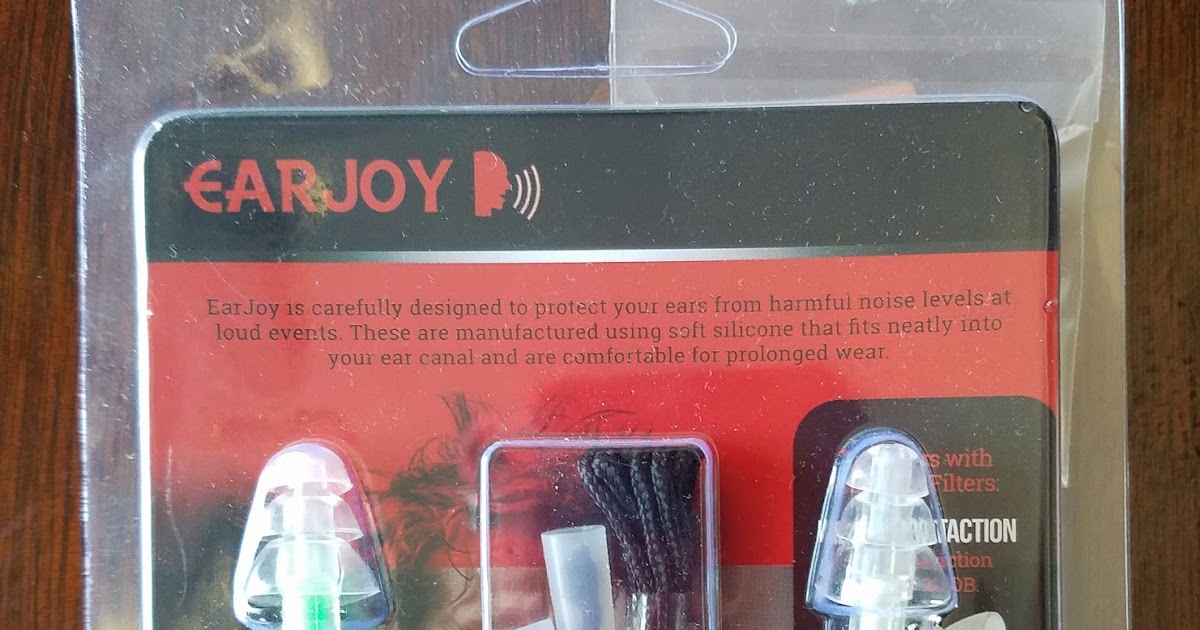 EARJOY
EarJoy is carefully designed to protect your ears from harmful noise levels at
loud events. These are manufactured using soft silicone that fits neatly into
your ear canal and are comfortable for prolonged wear.
with
Filters: